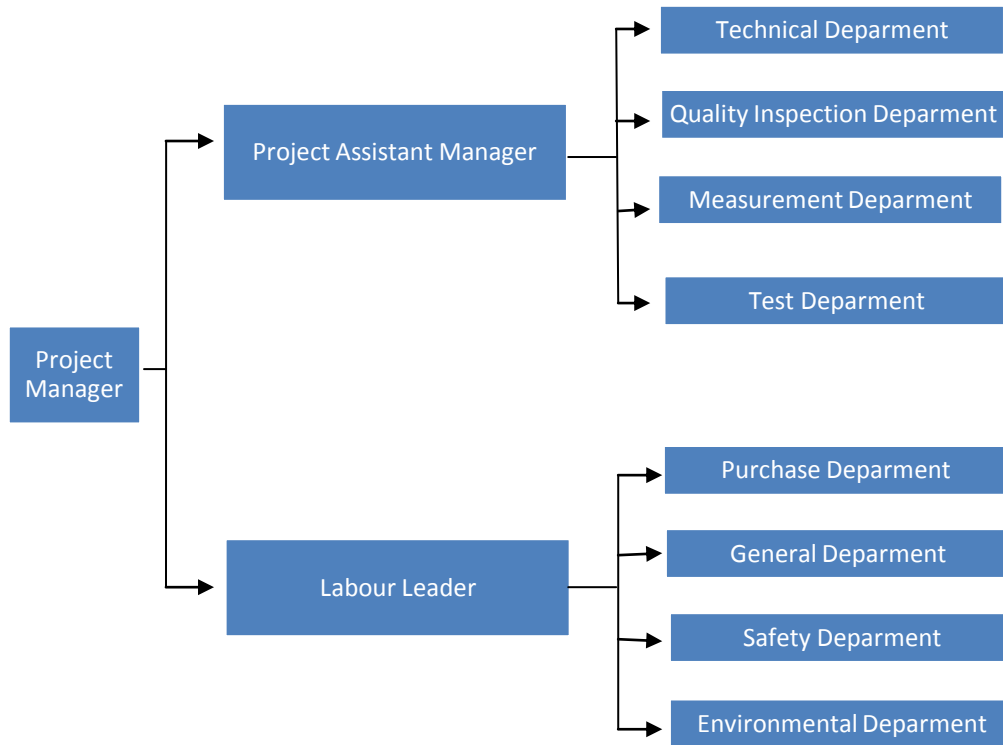 Project
Manager
Project Assistant Manager
Technical Deparment
Quality Inspection Deparment
Measurement Deparment
Test Deparment
Labour Leader
Purchase Deparment
General Deparment
Safety Deparment
Environmental Deparment